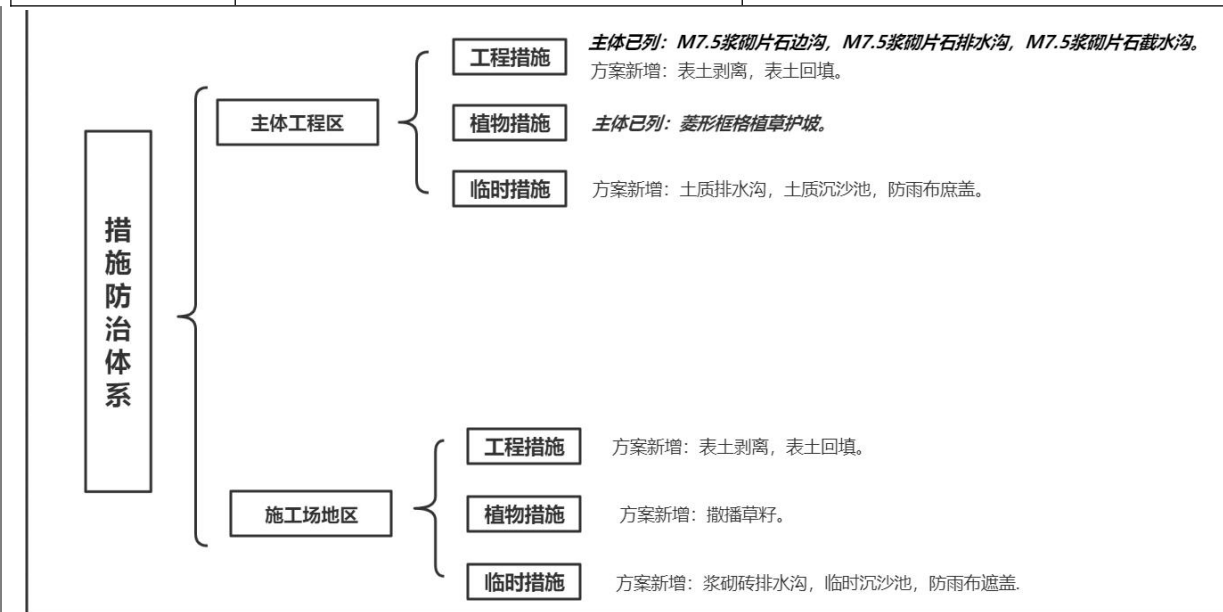 措施防治体系
主体工程区
工程措施
主体已列：M7.5浆砌片石边沟，M7.5浆砌片石排水沟，M7.5浆砌片石截水沟。
方案新增：表土剥离，表土回填。
植物措施
主体已列：菱形框格植草护坡。
临时措施
方案新增：土质排水沟，土质沉沙池，防雨布庶盖。
施工场地区
工程措施
方案新增：表土剥离，表土回填。
植物措施
方案新增：撒播草籽。
临时措施
方案新增：浆砌砖排水沟，临时沉沙池，防雨布遮盖.